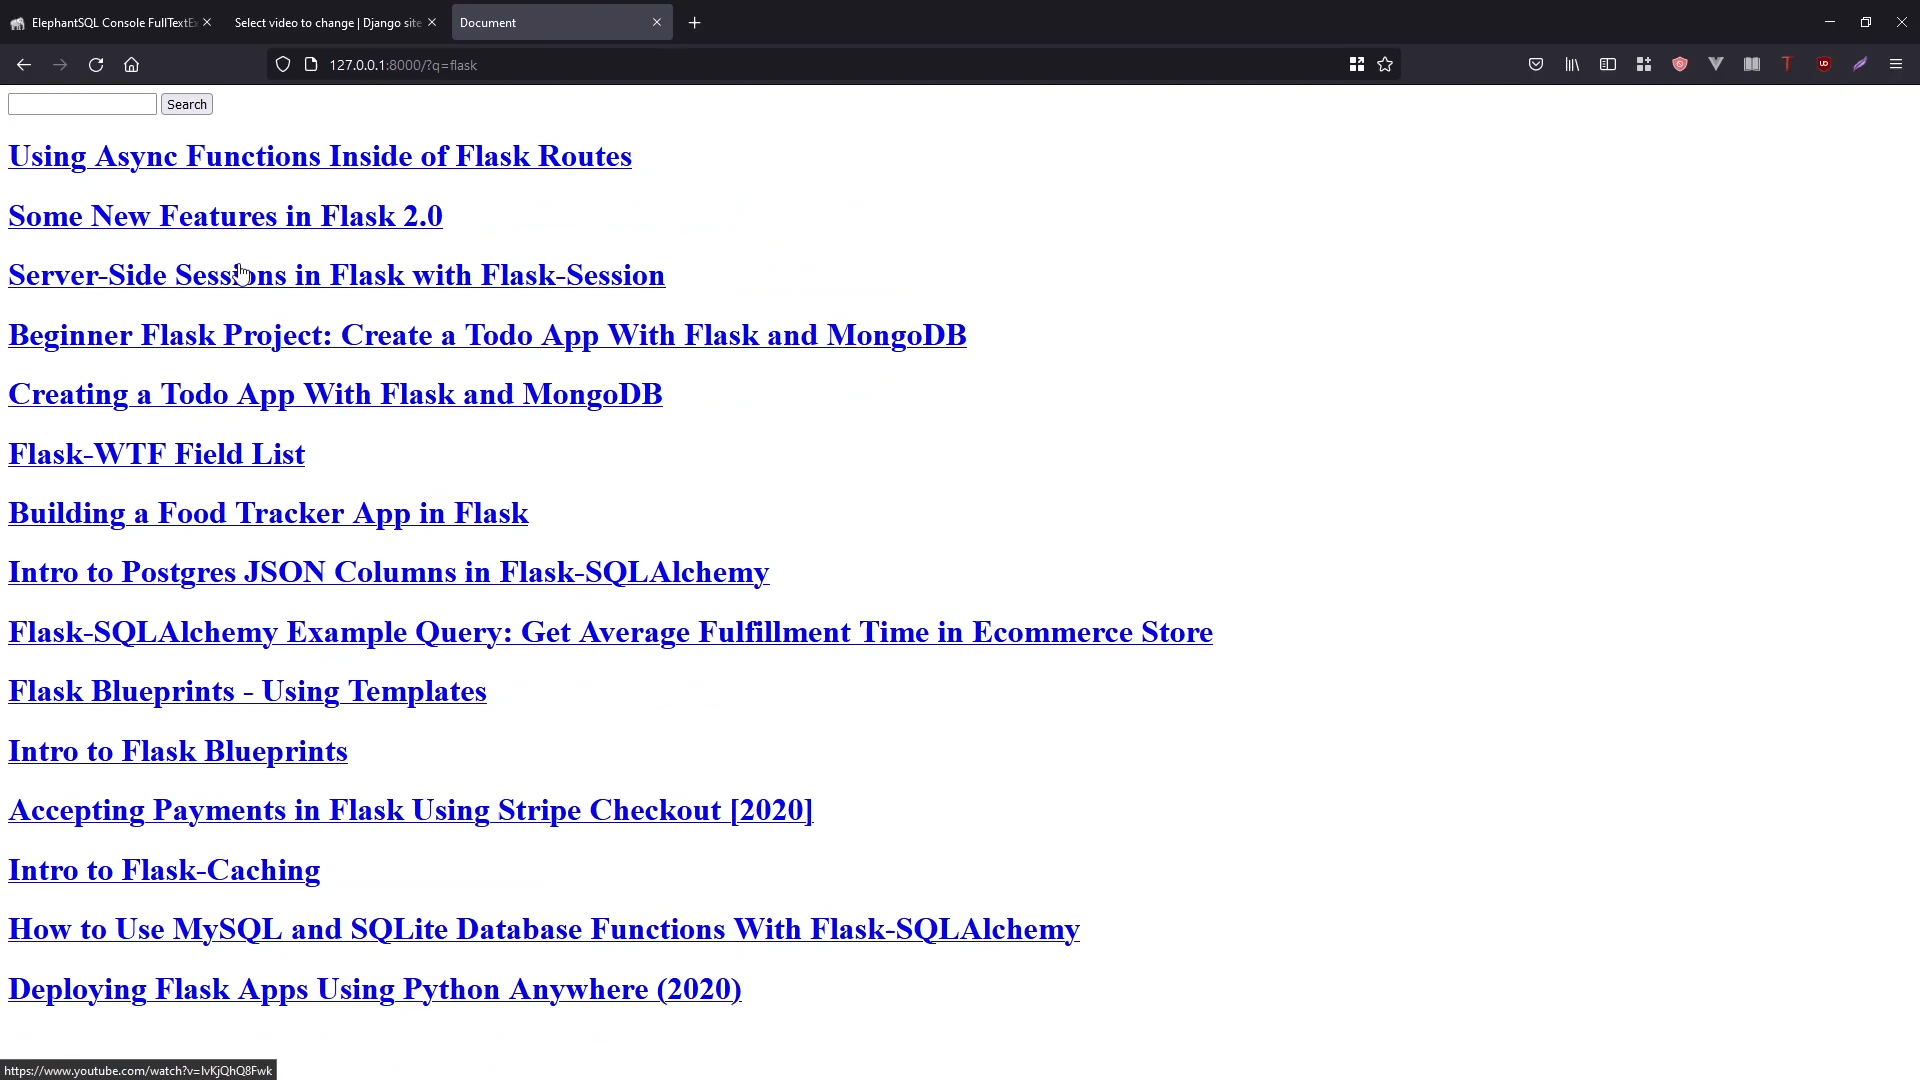 ElephantSQL Console FullTextEx
Select video to change | Django site
Document
127.0.0.1:8000/?q=flask
Search
Using Async Functions Inside of Flask Routes
Some New Features in Flask 2.0
Server-Side Sessions in Flask with Flask-Session
Beginner Flask Project: Create a Todo App With Flask and MongoDB
Creating a Todo App With Flask and MongoDB
Flask-WTF Field List
Building a Food Tracker App in Flask
Intro to Postgres JSON Columns in Flask-SQLAlchemy
Flask-SQLAlchemy Example Query: Get Average Fulfillment Time in Ecommerce Store
Flask Blueprints - Using Templates
Intro to Flask Blueprints
Accepting Payments in Flask Using Stripe Checkout [2020]
Intro to Flask-Caching
How to Use MySQL and SQLite Database Functions With Flask-SQLAlchemy
Deploying Flask Apps Using Python Anywhere (2020)
https://www.youtube.com/watch?v=lvKjQhQ8Fwk